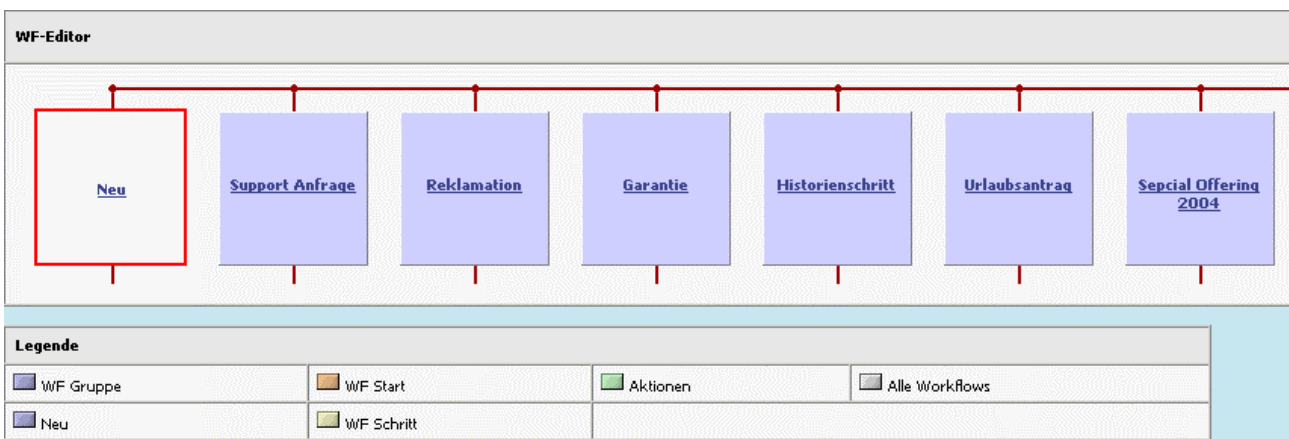 WF-Editor
Neu
Support Anfrage
Reklamation
Garantie
Historienschritt
Urlaubsantrag
Sepcial Offering
2004
Legende
WF Gruppe
WF Start
Aktionen
Alle Workflows
Neu
WF Schritt